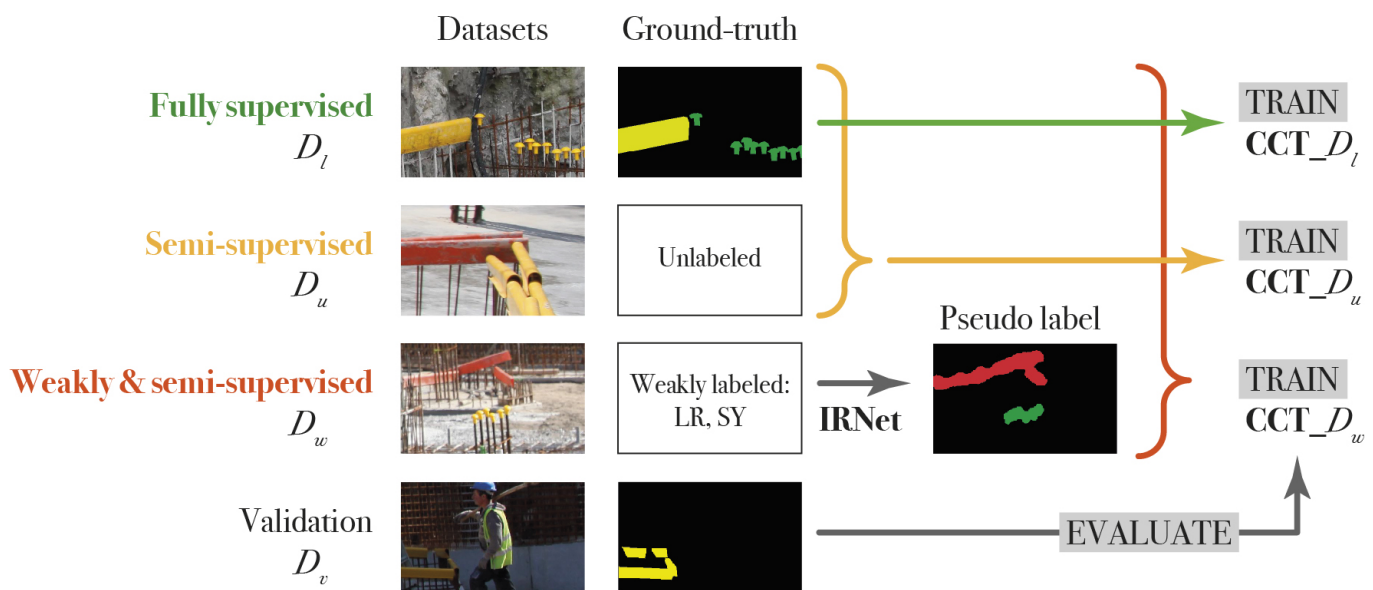 Datasets
Ground-truth
Fully supervised
D_l
TRAIN
CCT_D_l
Semi-supervised
D_u
Unlabeled
TRAIN
CCT_D_u
Pseudo label
Weakly & semi-supervised
D_w
Weakly labeled:
LR, SY
IRNet
TRAIN
CCT_D_w
Validation
D_v
EVALUATE